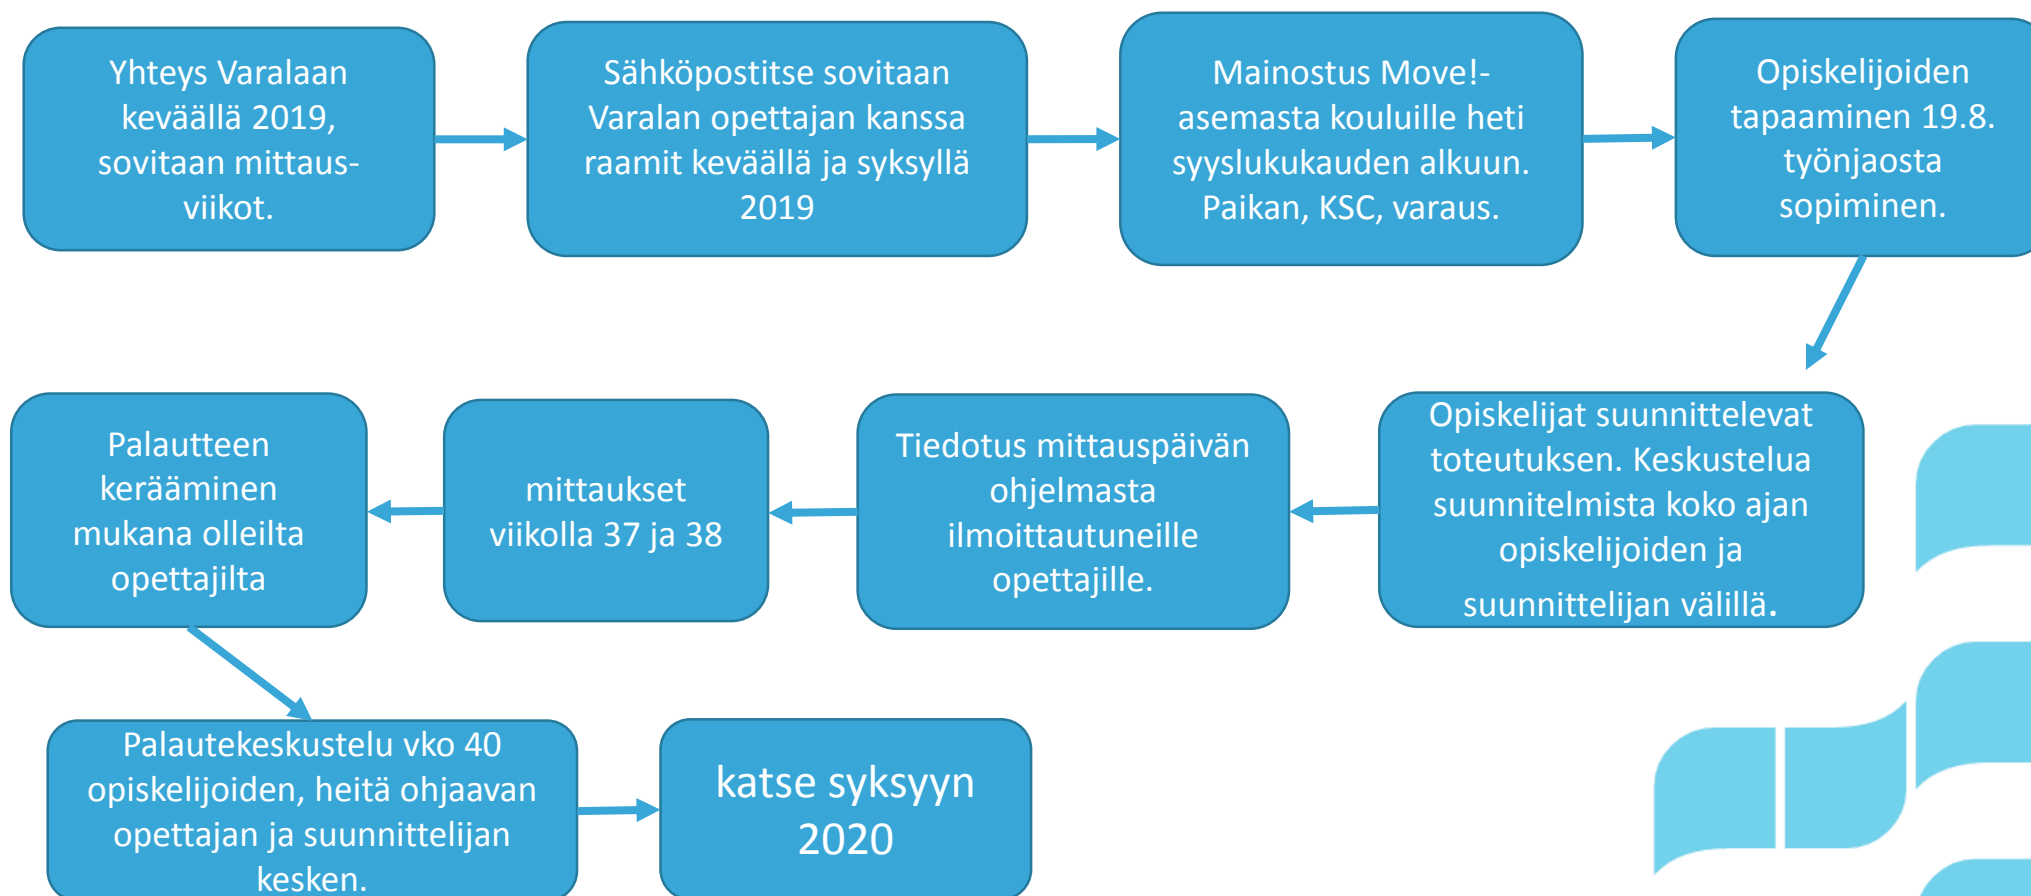 Yhteys Varalaan
keväällä 2019,
sovitaan mittaus-
viikot.
Sähköpostitse sovitaan
Varalan opettajan kanssa
raamit keväällä ja syksyllä
2019
Mainostus Move!-
asemasta kouluille heti
syyslukukauden alkuun.
Paikan, KSC, varaus.
Opiskelijoiden
tapaaminen 19.8.
työnjaosta
sopiminen.
Opiskelijat suunnittelevat
toteutuksen. Keskustelua
suunnitelmista koko ajan
opiskelijoiden ja
suunnittelijan välillä.
Tiedotus mittauspäivän
ohjelmasta
ilmoittautuneille
opettajille.
mittaukset
viikolla 37 ja 38
Palautteen
kerääminen
mukana olleilta
opettajilta
Palautekeskustelu vko 40
opiskelijoiden, heitä ohjaavan
opettajan ja suunnittelijan
kesken.
katse syksyyn
2020